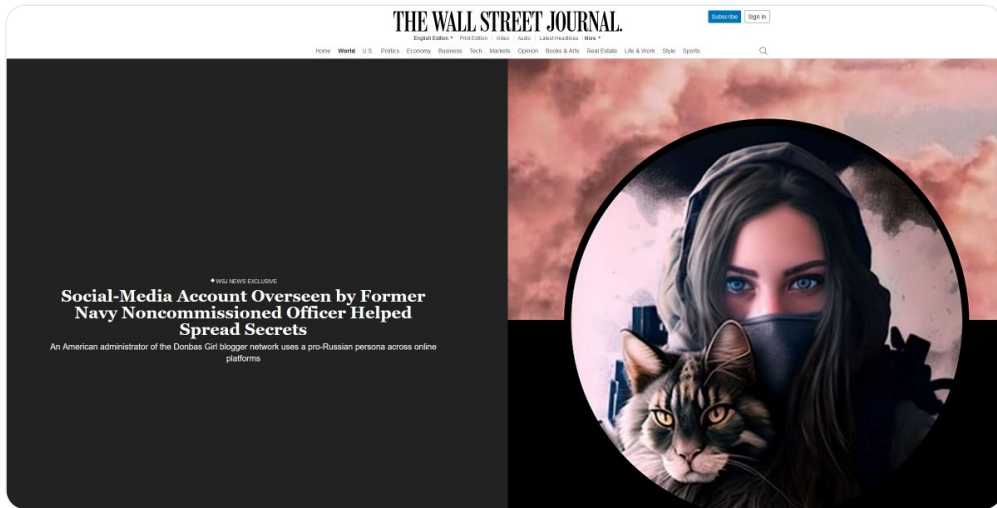 THE WALL STREET JOURNAL.
Subscribe Sign In
English Edition Print Edition Video Audio Latest Headlines More
Home World U.S. Politics Economy Business Tech Markets Opinion Books & Arts Real Estate Life & Work Style Sports
WSJ NEWS EXCLUSIVE
Social-Media Account Overseen by Former
Navy Noncommissioned Officer Helped
Spread Secrets
An American administrator of the Donbas Girl blogger network uses a pro-Russian persona across online
platforms